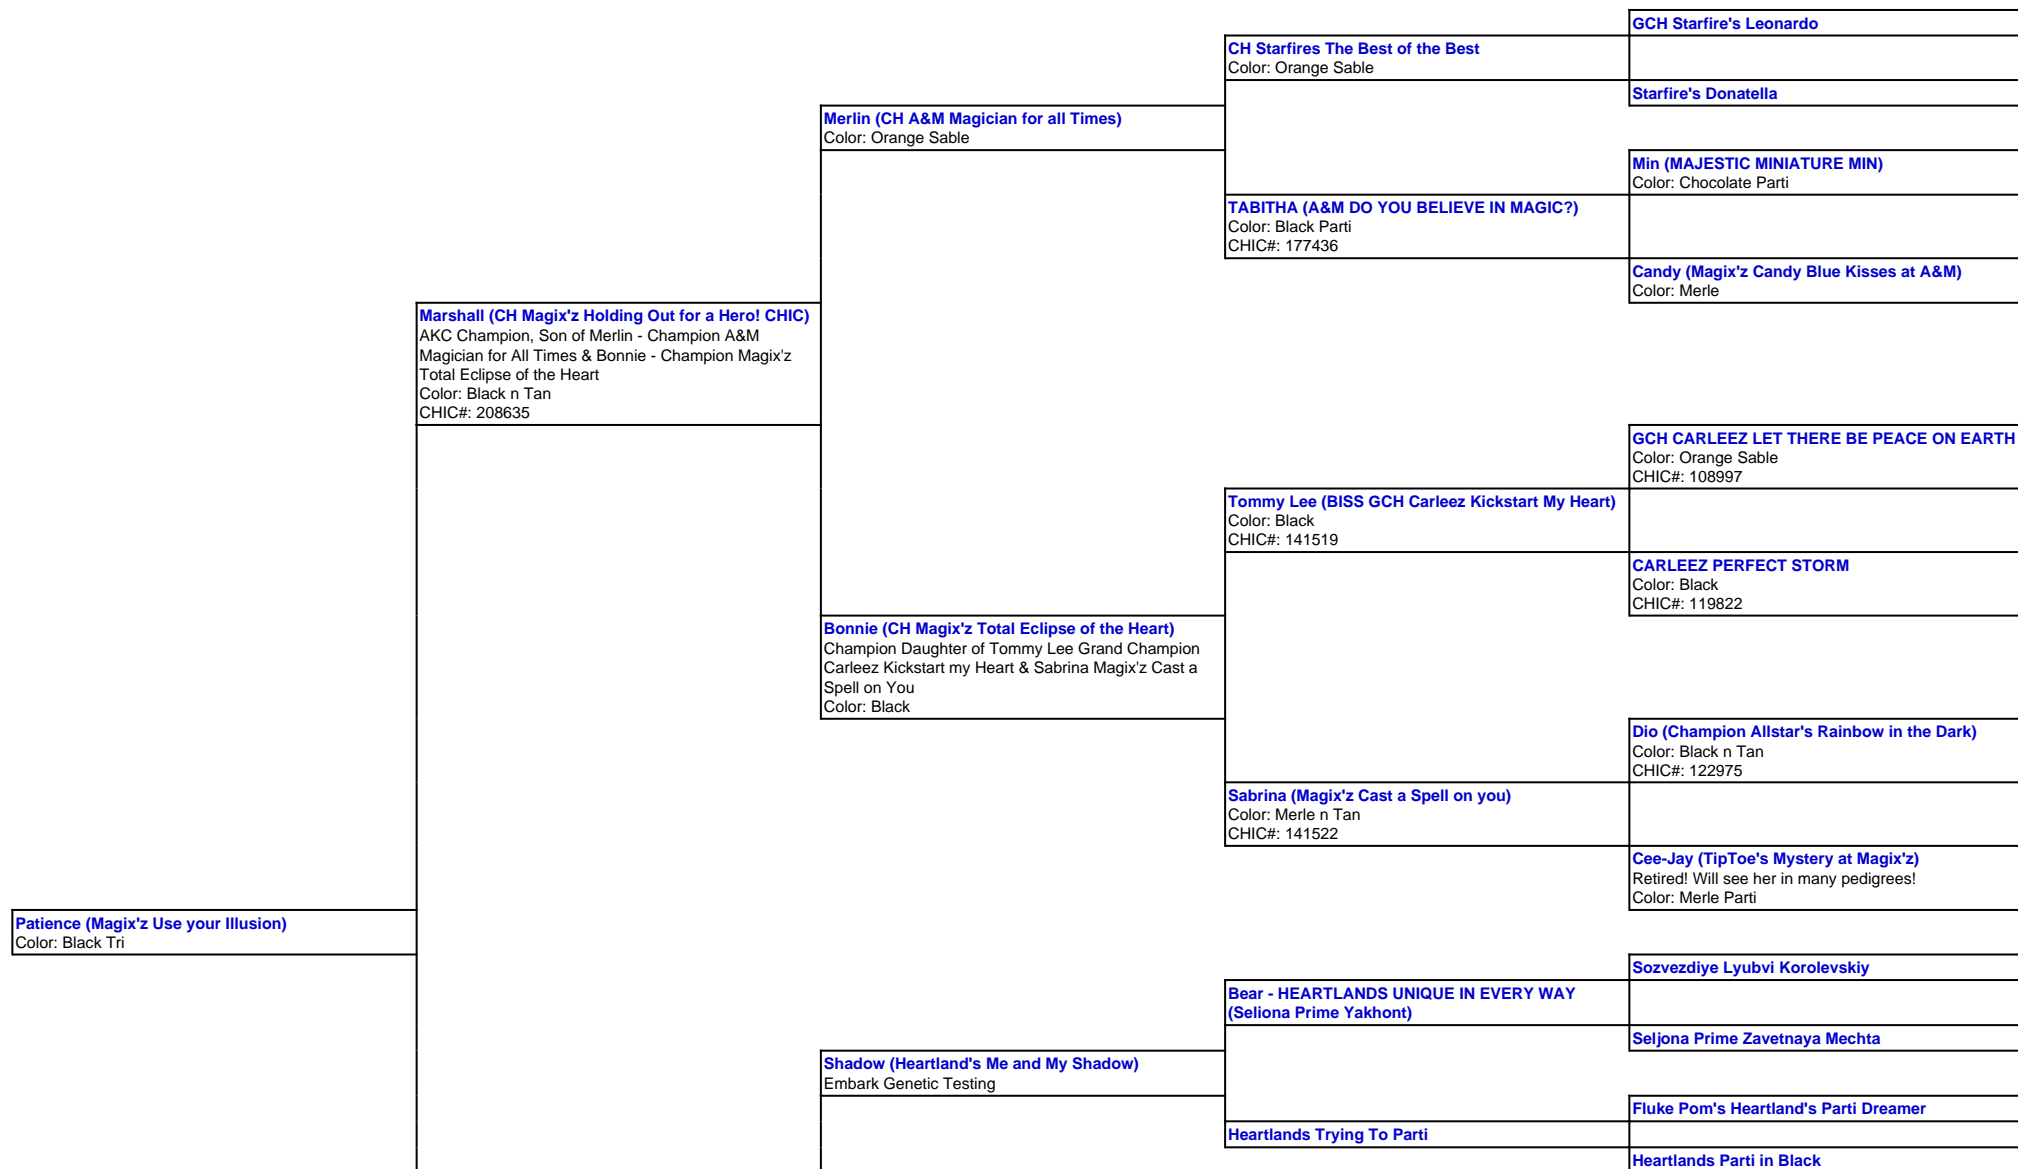 GCH Starfire's Leonardo
CH Starfires The Best of the Best
Color: Orange Sable
Starfire's Donatella
Merlin (CH A&M Magician for all Times)
Color: Orange Sable
Min (MAJESTIC MINIATURE MIN)
Color: Chocolate Parti
TABITHA (A&M DO YOU BELIEVE IN MAGIC?)
Color: Black Parti
CHIC#: 177436
Candy (Magix'z Candy Blue Kisses at A&M)
Color: Merle
Marshall (CH Magix'z Holding Out for a Hero! CHIC)
AKC Champion, Son of Merlin - Champion A&M
Magician for All Times & Bonnie - Champion Magix'z
Total Eclipse of the Heart
Color: Black n Tan
CHIC#: 208635
GCH CARLEEZ LET THERE BE PEACE ON EARTH
Color: Orange Sable
CHIC#: 108997
Tommy Lee (BISS GCH Carleez Kickstart My Heart)
Color: Black
CHIC#: 141519
CARLEEZ PERFECT STORM
Color: Black
CHIC#: 119822
Bonnie (CH Magix'z Total Eclipse of the Heart)
Champion Daughter of Tommy Lee Grand Champion
Carleez Kickstart my Heart & Sabrina Magix'z Cast a
Spell on You
Color: Black
Dio (Champion Allstar's Rainbow in the Dark)
Color: Black n Tan
CHIC#: 122975
Sabrina (Magix'z Cast a Spell on you)
Color: Merle n Tan
CHIC#: 141522
Cee-Jay (TipToe's Mystery at Magix'z)
Retired! Will see her in many pedigrees!
Color: Merle Parti
Patience (Magix'z Use your Illusion)
Color: Black Tri
Sozvezdiye Lyubvi Korolevskiy
Bear - HEARTLANDS UNIQUE IN EVERY WAY
(Seliona Prime Yakhont)
Seljona Prime Zavetnaya Mechta
Shadow (Heartland's Me and My Shadow)
Embark Genetic Testing
Fluke Pom's Heartland's Parti Dreamer
Heartlands Trying To Parti
Heartlands Parti in Black